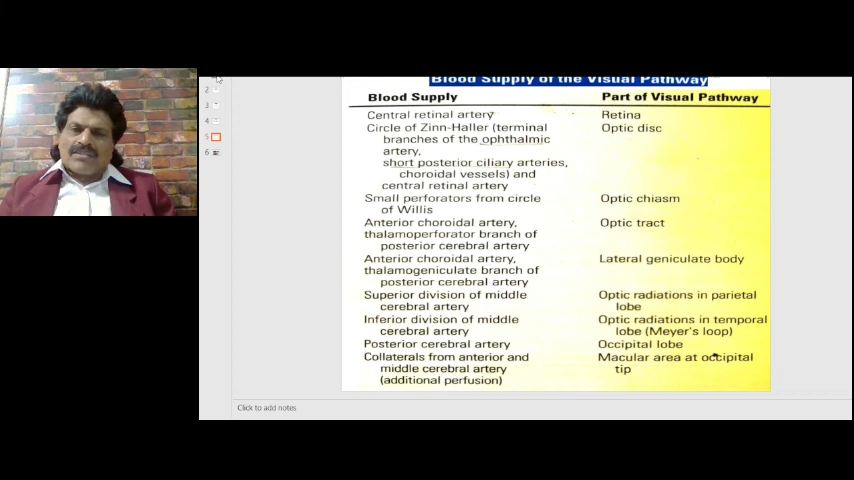 Blood Supply of the Visual Pathway
Blood Supply Part of Visual Pathway
Central retinal artery Retina
Circle of Zinn-Haller (terminal Optic disc
branches of the ophthalmic
artery,
short posterior ciliary arteries,
choroidal vessels) and
central retinal artery
Small perforators from circle Optic chiasm
of Willis
Anterior choroidal artery, Optic tract
thalamoperforator branch of
posterior cerebral artery
Anterior choroidal artery, Lateral geniculate body
thalamogeniculate branch of
posterior cerebral artery
Superior division of middle Optic radiations in parietal
cerebral artery lobe
Inferior division of middle Optic radiations in temporal
cerebral artery lobe (Meyer's loop)
Posterior cerebral artery Occipital lobe
Collaterals from anterior and Macular area at occipital
middle cerebral artery tip
(additional perfusion)
2
3
4
5
6
Click to add notes